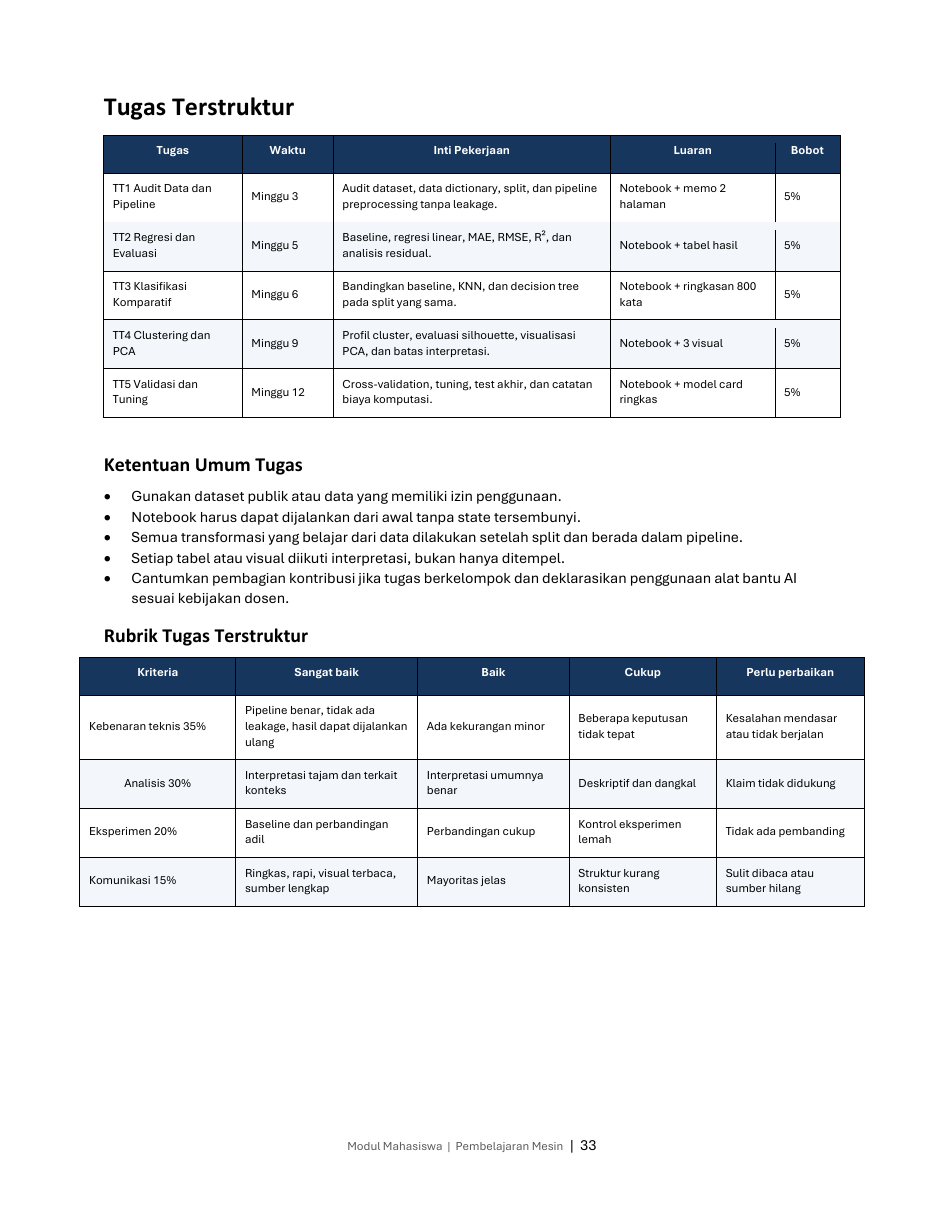 Tugas Terstruktur
Tugas Waktu Inti Pekerjaan Luaran Bobot
TT1 Audit Data dan
Pipeline
Minggu 3
Audit dataset, data dictionary, split, dan pipeline
preprocessing tanpa leakage.
Notebook + memo 2
halaman
5%
TT2 Regresi dan
Evaluasi
Minggu 5
Baseline, regresi linear, MAE, RMSE, R², dan
analisis residual.
Notebook + tabel hasil
5%
TT3 Klasifikasi
Komparatif
Minggu 6
Bandingkan baseline, KNN, dan decision tree
pada split yang sama.
Notebook + ringkasan 800
kata
5%
TT4 Clustering dan
PCA
Minggu 9
Profil cluster, evaluasi silhouette, visualisasi
PCA, dan batas interpretasi.
Notebook + 3 visual
5%
TT5 Validasi dan
Tuning
Minggu 12
Cross-validation, tuning, test akhir, dan catatan
biaya komputasi.
Notebook + model card
ringkas
5%
Ketentuan Umum Tugas
• Gunakan dataset publik atau data yang memiliki izin penggunaan.
• Notebook harus dapat dijalankan dari awal tanpa state tersembunyi.
• Semua transformasi yang belajar dari data dilakukan setelah split dan berada dalam pipeline.
• Setiap tabel atau visual diikuti interpretasi, bukan hanya ditempel.
• Cantumkan pembagian kontribusi jika tugas berkelompok dan deklarasikan penggunaan alat bantu AI
sesuai kebijakan dosen.
Rubrik Tugas Terstruktur
Kriteria Sangat baik Baik Cukup Perlu perbaikan
Kebenaran teknis 35%
Pipeline benar, tidak ada
leakage, hasil dapat dijalankan
ulang
Ada kekurangan minor
Beberapa keputusan
tidak tepat
Kesalahan mendasar
atau tidak berjalan
Analisis 30%
Interpretasi tajam dan terkait
konteks
Interpretasi umumnya
benar
Deskriptif dan dangkal
Klaim tidak didukung
Eksperimen 20%
Baseline dan perbandingan
adil
Perbandingan cukup
Kontrol eksperimen
lemah
Tidak ada pembanding
Komunikasi 15%
Ringkas, rapi, visual terbaca,
sumber lengkap
Mayoritas jelas
Struktur kurang
konsisten
Sulit dibaca atau
sumber hilang
Modul Mahasiswa | Pembelajaran Mesin | 33